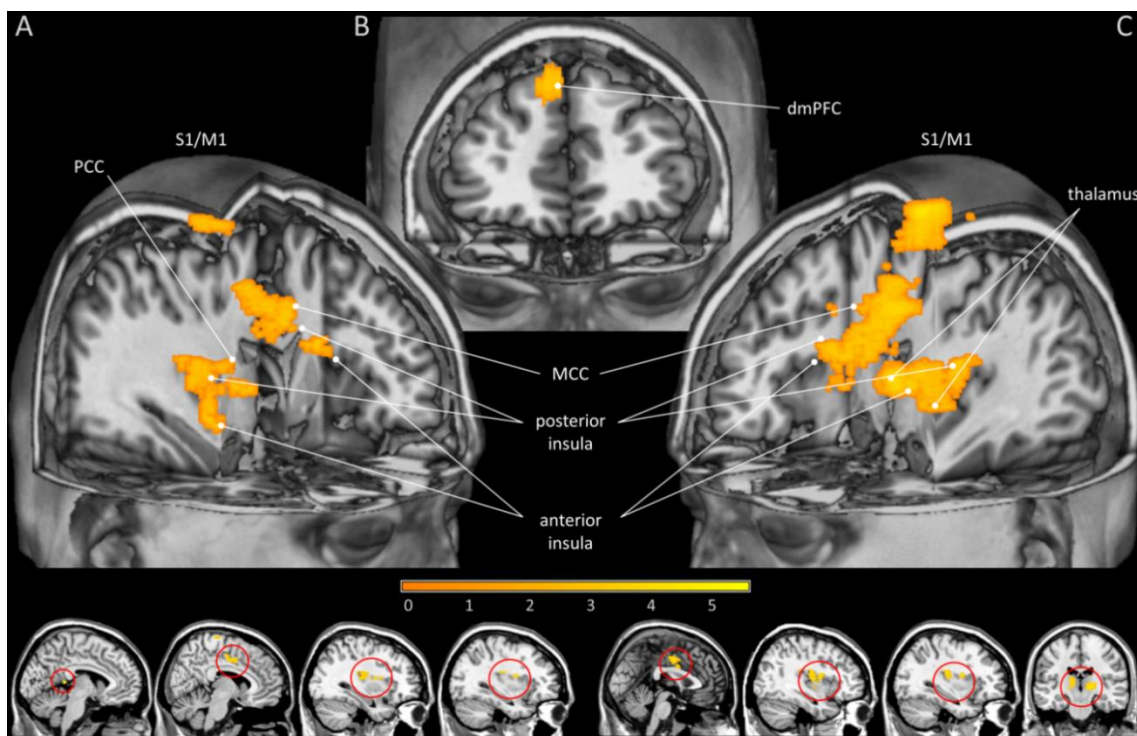 A
B
C
dmPFC
S1/M1
S1/M1
PCC
thalamus
MCC
posterior
insula
anterior
insula
0 1 2 3 4 5